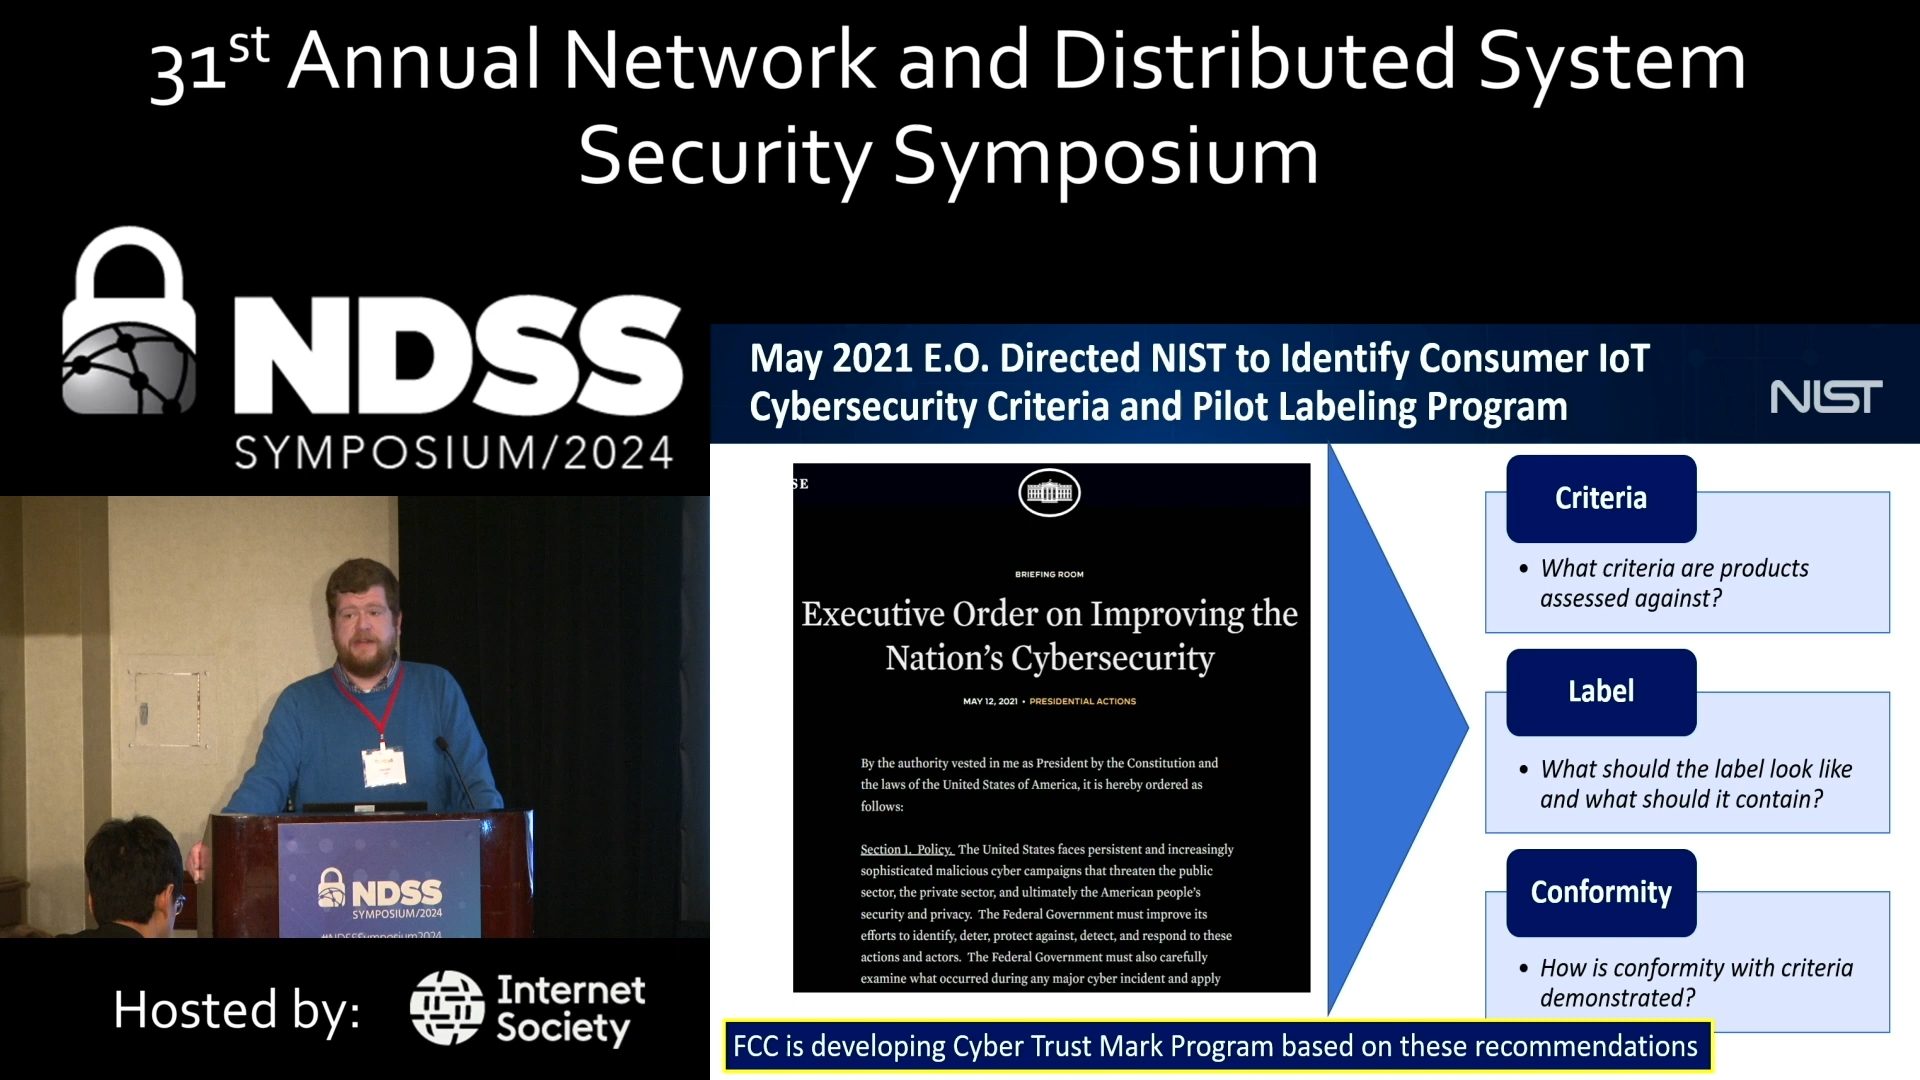 31st Annual Network and Distributed System
Security Symposium
NDSS
SYMPOSIUM/2024
May 2021 E.O. Directed NIST to Identify Consumer IoT
Cybersecurity Criteria and Pilot Labeling Program
NIST
SE
BRIEFING ROOM
Executive Order on Improving the
Nation’s Cybersecurity
MAY 12, 2021 • PRESIDENTIAL ACTIONS
By the authority vested in me as President by the Constitution and
the laws of the United States of America, it is hereby ordered as
follows:
Section 1. Policy. The United States faces persistent and increasingly
sophisticated malicious cyber campaigns that threaten the public
sector, the private sector, and ultimately the American people’s
security and privacy. The Federal Government must improve its
efforts to identify, deter, protect against, detect, and respond to these
actions and actors. The Federal Government must also carefully
examine what occurred during any major cyber incident and apply
Criteria
• What criteria are products
assessed against?
Label
• What should the label look like
and what should it contain?
Conformity
• How is conformity with criteria
demonstrated?
FCC is developing Cyber Trust Mark Program based on these recommendations
NDSS
SYMPOSIUM/2024
#NDSSSymposium2024
Hosted by:
Internet
Society